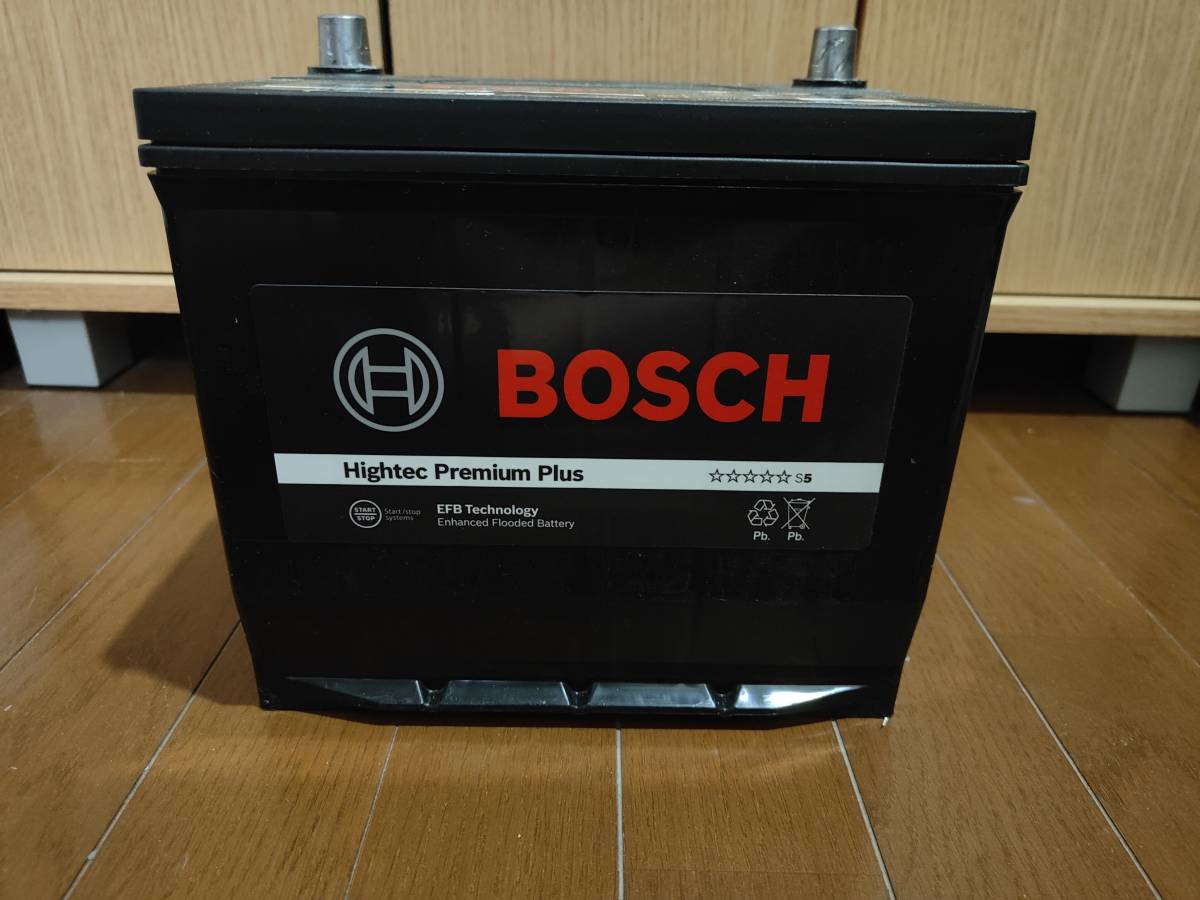 BOSCH
Hightec Premium Plus
☆☆☆☆☆ S5
START
STOP
Start/stop
systems
EFB Technology
Enhanced Flooded Battery
Pb. Pb.